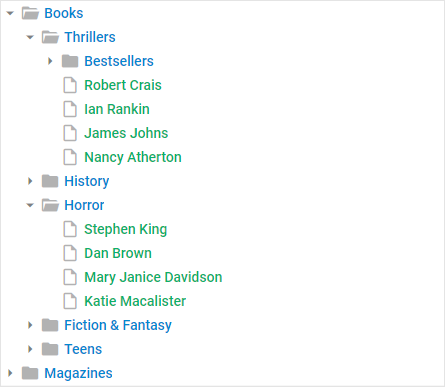 Books
Thrillers
Bestsellers
Robert Crais
Ian Rankin
James Johns
Nancy Atherton
History
Horror
Stephen King
Dan Brown
Mary Janice Davidson
Katie Macalister
Fiction & Fantasy
Teens
Magazines